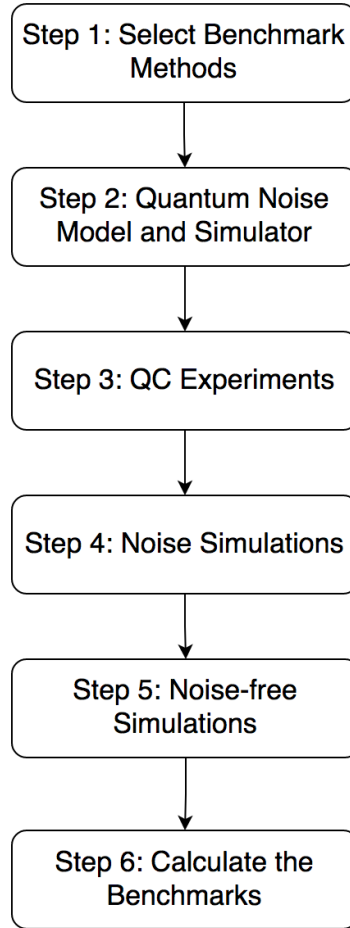 Step 1: Select Benchmark
Methods
Step 2: Quantum Noise
Model and Simulator
Step 3: QC Experiments
Step 4: Noise Simulations
Step 5: Noise-free
Simulations
Step 6: Calculate the
Benchmarks